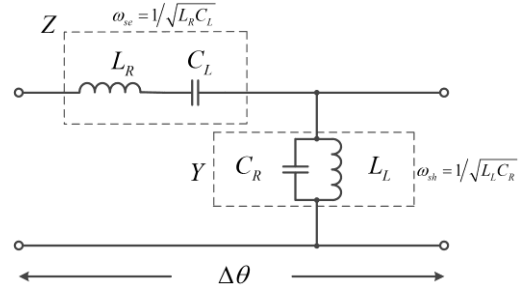 Z
ω_se = 1/√(L_R C_L)
L_R
C_L
Y
C_R
L_L
ω_sh = 1/√(L_L C_R)
Δθ